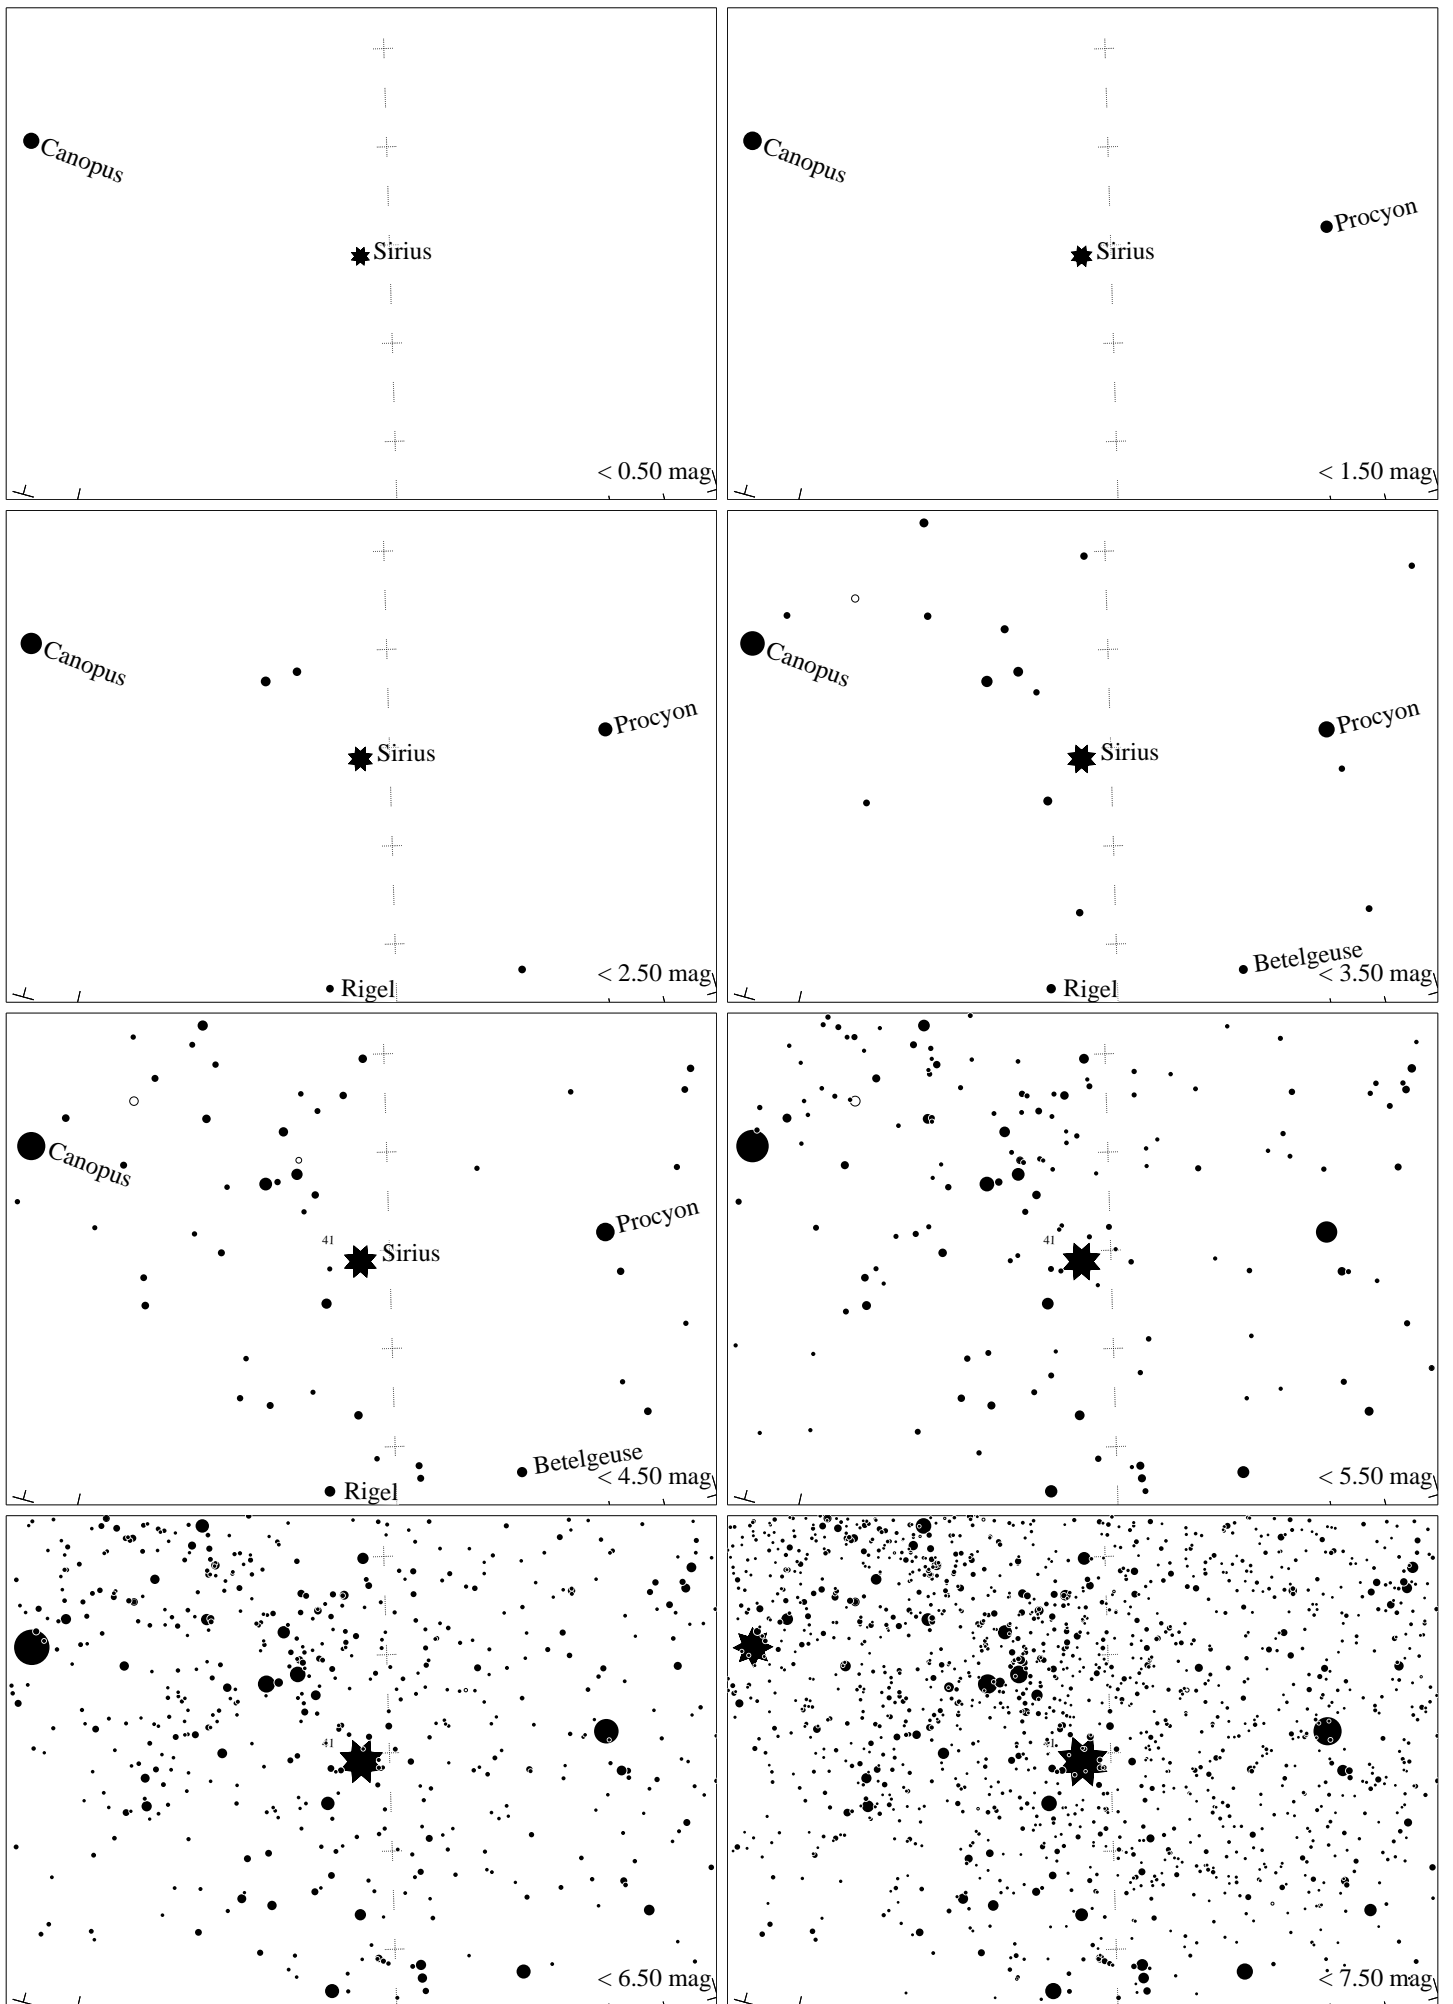 Canopus
Sirius
< 0.50 mag
Canopus
Procyon
Sirius
< 1.50 mag
Canopus
Procyon
Sirius
Rigel
< 2.50 mag
Canopus
Procyon
Sirius
Betelgeuse
Rigel
< 3.50 mag
Canopus
Procyon
41
Sirius
Betelgeuse
Rigel
< 4.50 mag
41
< 5.50 mag
41
< 6.50 mag
41
< 7.50 mag